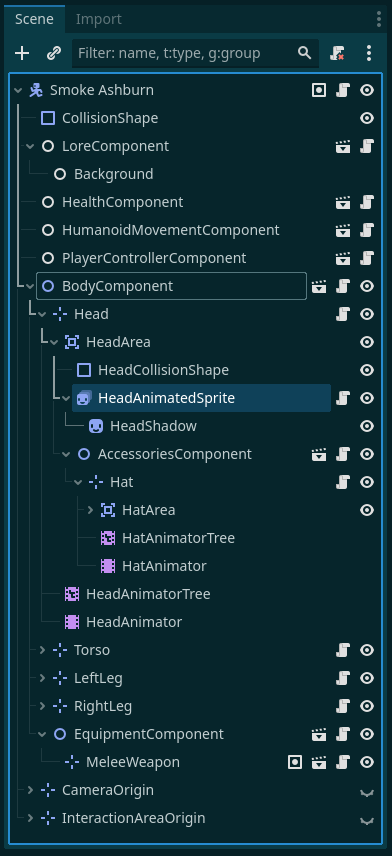 Scene Import
Filter: name, t:type, g:group
Smoke Ashburn
CollisionShape
LoreComponent
Background
HealthComponent
HumanoidMovementComponent
PlayerControllerComponent
BodyComponent
Head
HeadArea
HeadCollisionShape
HeadAnimatedSprite
HeadShadow
AccessoriesComponent
Hat
HatArea
HatAnimatorTree
HatAnimator
HeadAnimatorTree
HeadAnimator
Torso
LeftLeg
RightLeg
EquipmentComponent
MeleeWeapon
CameraOrigin
InteractionAreaOrigin